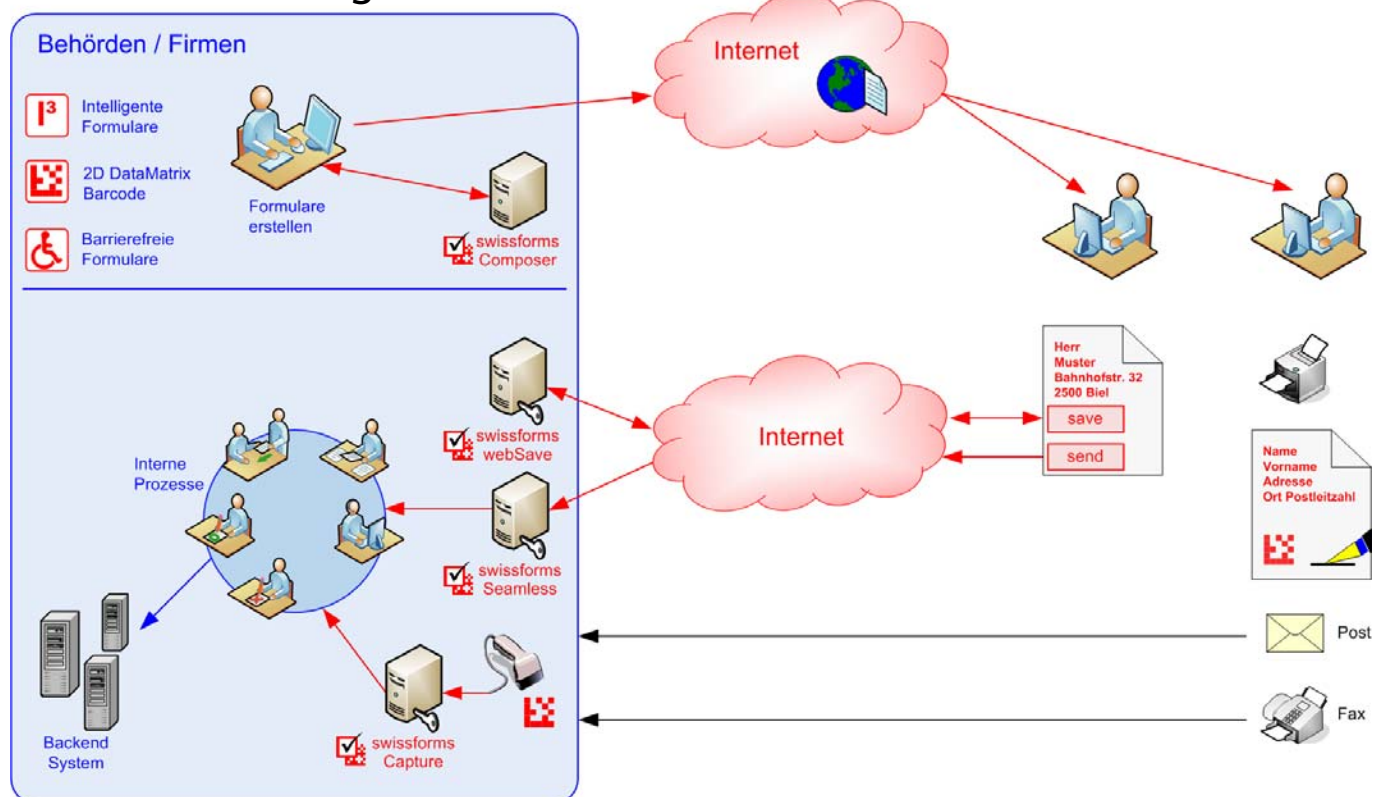 Behörden / Firmen
I³
Intelligente
Formulare
2D DataMatrix
Barcode
Barrierefreie
Formulare
Formulare
erstellen
swissforms
Composer
Internet
swissforms
webSave
Interne
Prozesse
swissforms
Seamless
Internet
Herr
Muster
Bahnhofstr. 32
2500 Biel
save
send
Name
Vorname
Adresse
Ort Postleitzahl
Post
Fax
swissforms
Capture
Backend
System